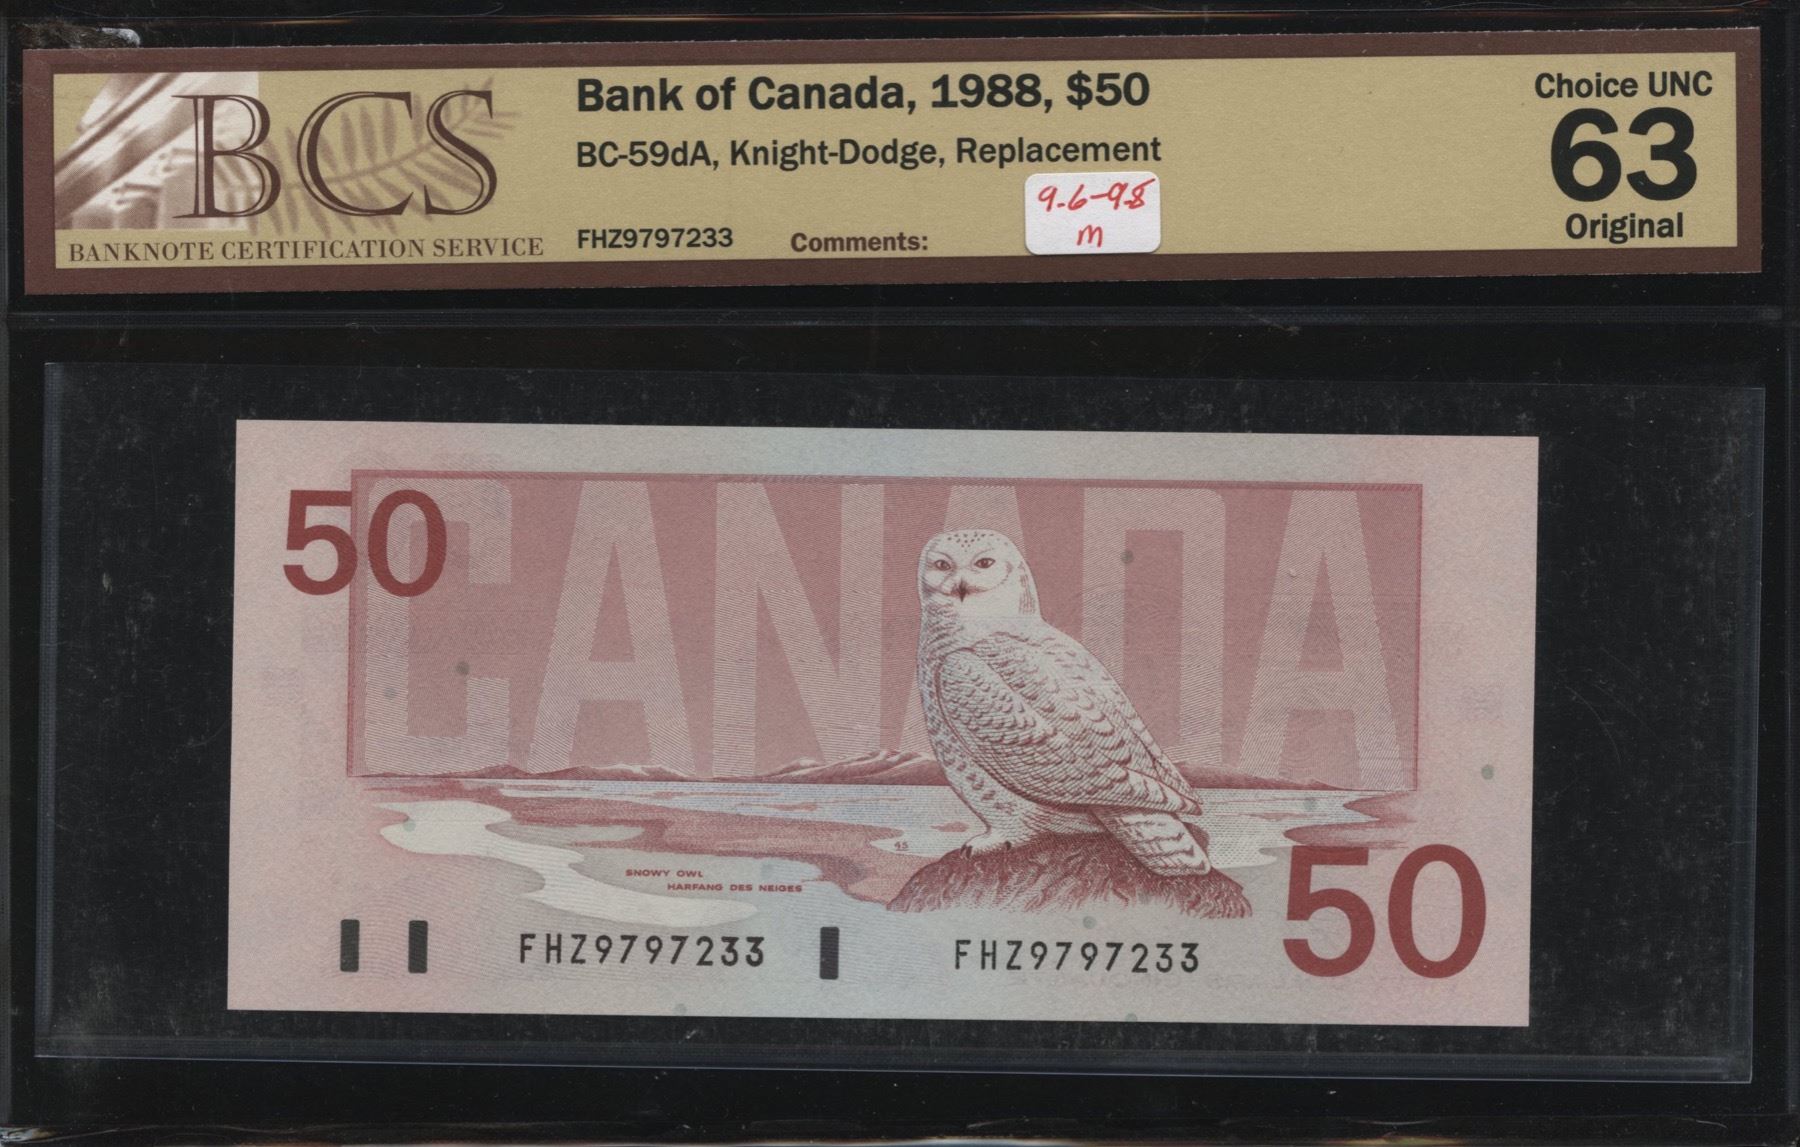 BCS
BANKNOTE CERTIFICATION SERVICE
Bank of Canada, 1988, $50
BC-59dA, Knight-Dodge, Replacement
FHZ9797233
Comments:
9.6-98
M
Choice UNC
63
Original
50
CANADA
45
SNOWY OWL
HARFANG DES NEIGES
FHZ9797233
FHZ9797233
50